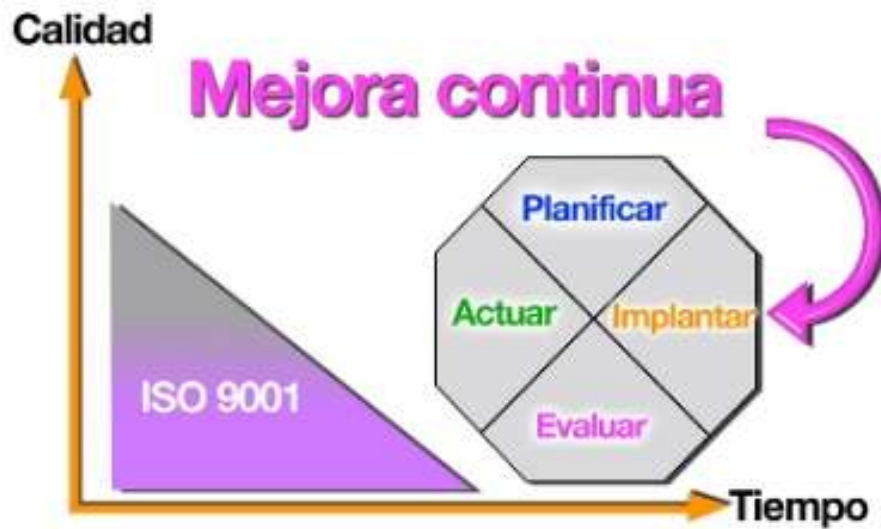 Calidad
Mejora continua
Planificar
Actuar
Implantar
ISO 9001
Evaluar
Tiempo